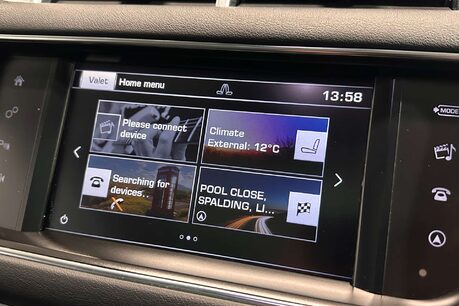 Valet
Home menu
13:58
Please connect
device
Climate
External: 12°C
Searching for
devices..
POOL CLOSE,
SPALDING, LI...
MODE